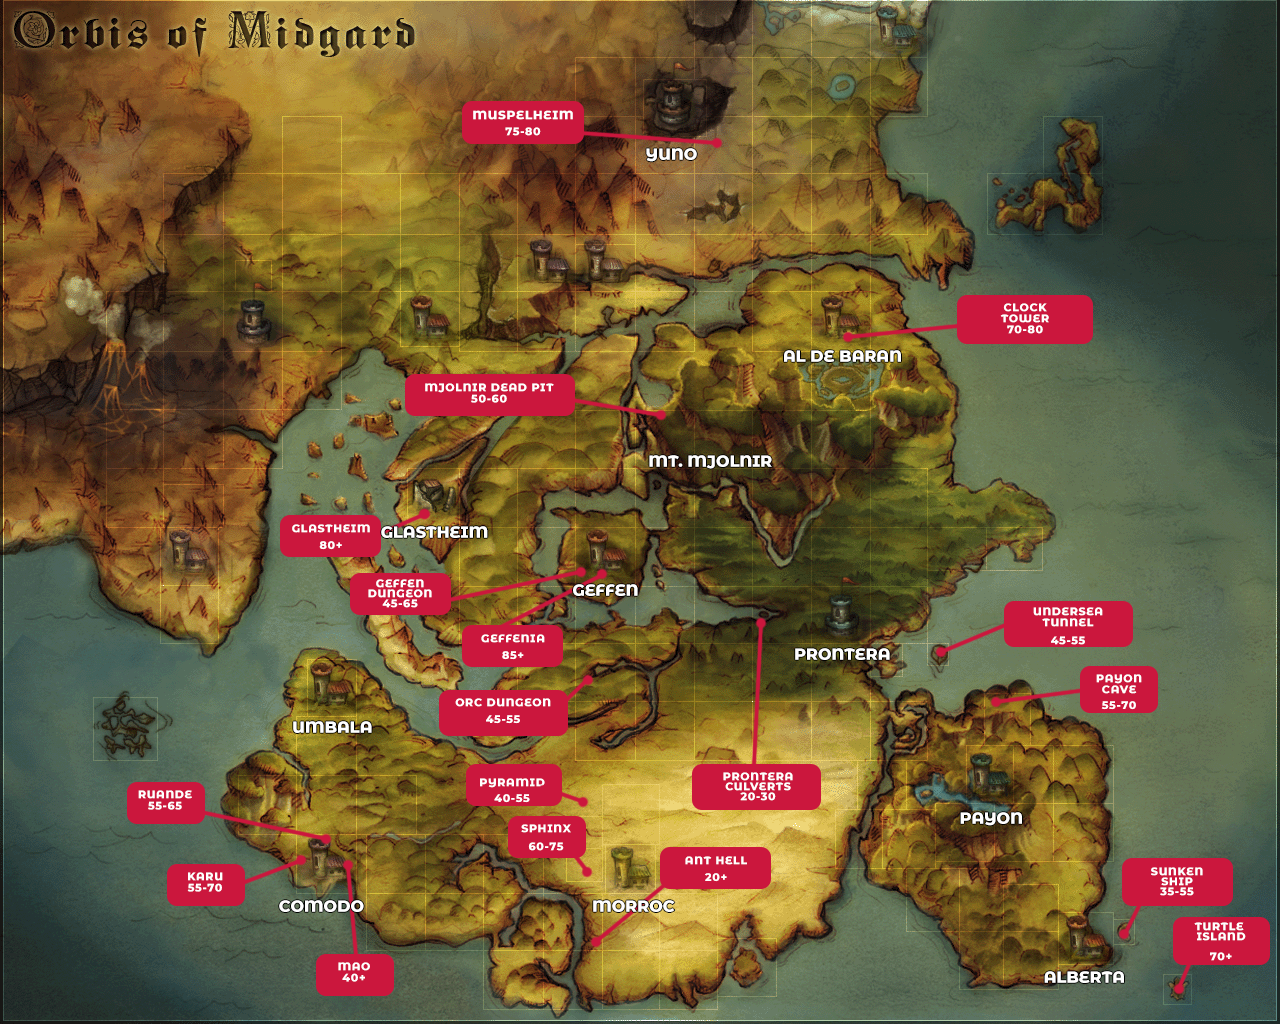 Orbis of Midgard
MUSPELHEIM
75-80
YUNO
CLOCK
TOWER
70-80
AL DE BARAN
MJOLNIR DEAD PIT
50-60
MT. MJOLNIR
GLASTHEIM
80+
GLASTHEIM
GEFFEN
DUNGEON
45-65
GEFFEN
GEFFENIA
85+
UNDERSEA
TUNNEL
45-55
PRONTERA
PAYON
CAVE
55-70
ORC DUNGEON
45-55
UMBALA
PYRAMID
40-55
PRONTERA
CULVERTS
20-30
RUANDE
55-65
PAYON
SPHINX
60-75
ANT HELL
20+
KARU
55-70
COMODO
MORROC
SUNKEN
SHIP
35-55
TURTLE
ISLAND
70+
MAO
40+
ALBERTA